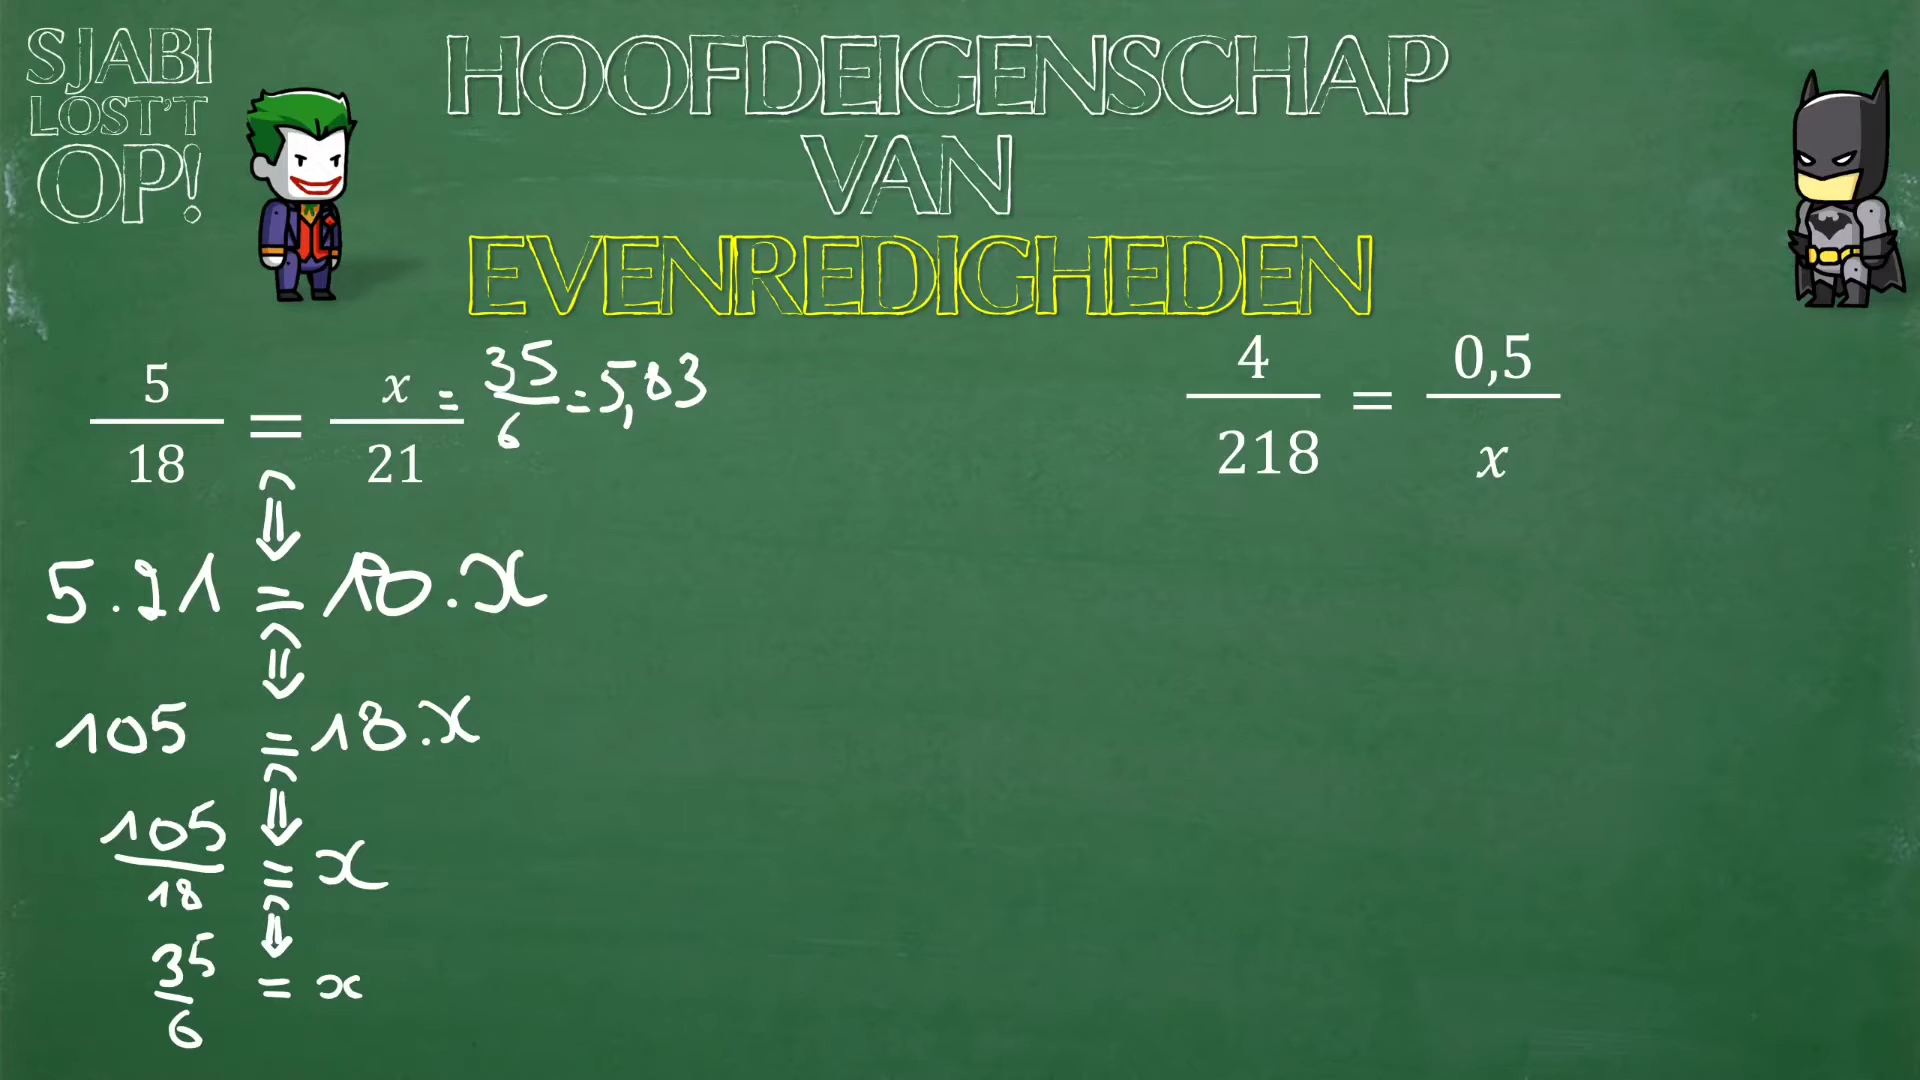 SJABI
LOST'T
OP!
HOOFDEIGENSCHAP
VAN
EVENREDIGHEDEN
5/18 = x/21 = 35/6 = 5,83
⇓
5.21 = 18.x
⇓
105 = 18.x
⇓
105/18 = x
⇓
35/6 = x
4/218 = 0,5/x